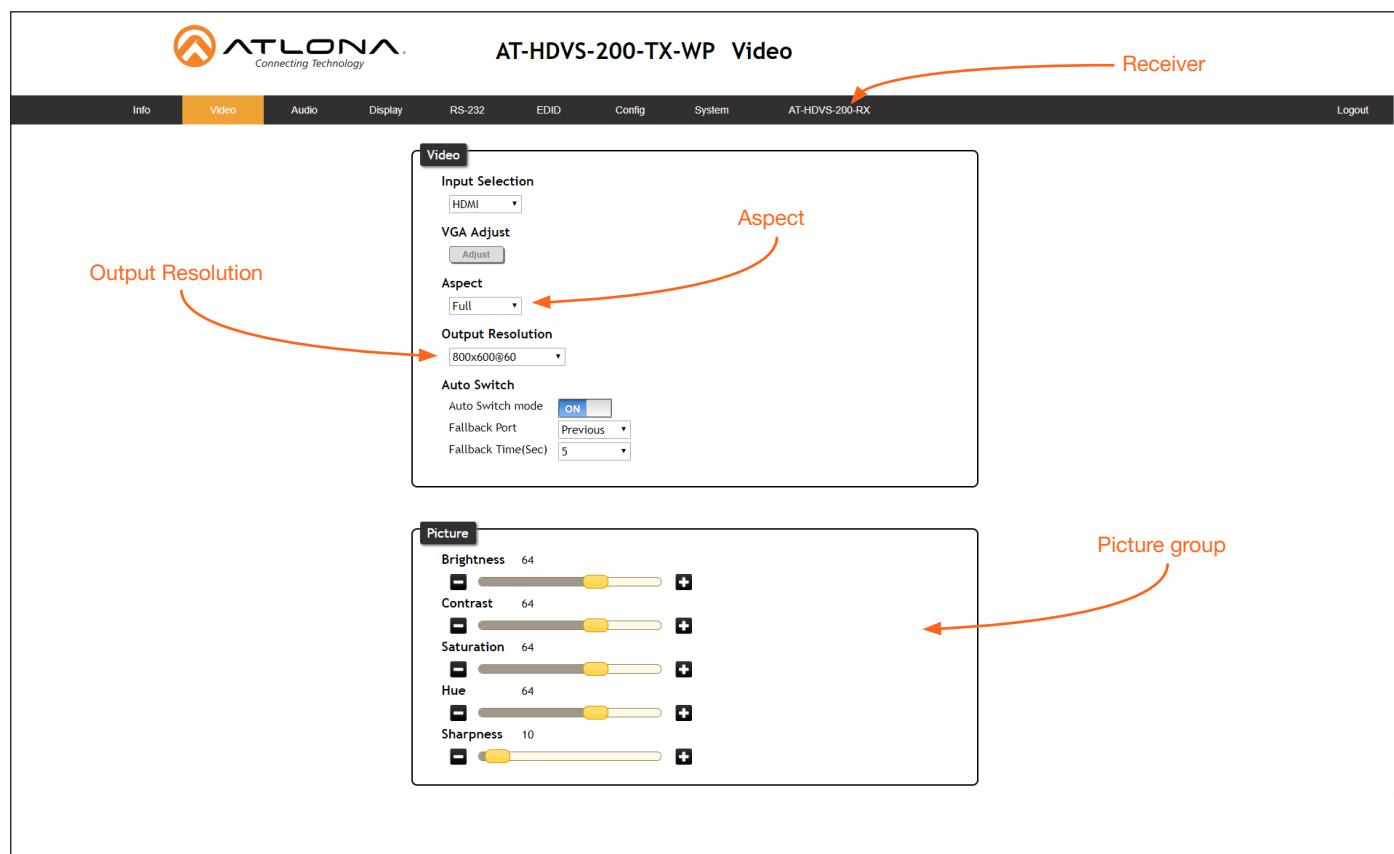 ATLONA.
Connecting Technology
AT-HDVS-200-TX-WP Video
Receiver
Info Video Audio Display RS-232 EDID Config System AT-HDVS-200-RX Logout
Video
Input Selection
HDMI
VGA Adjust
Adjust
Aspect
Aspect
Full
Output Resolution
Output Resolution
800x600@60
Auto Switch
Auto Switch mode ON
Fallback Port Previous
Fallback Time(Sec) 5
Picture
Picture group
Brightness 64
Contrast 64
Saturation 64
Hue 64
Sharpness 10